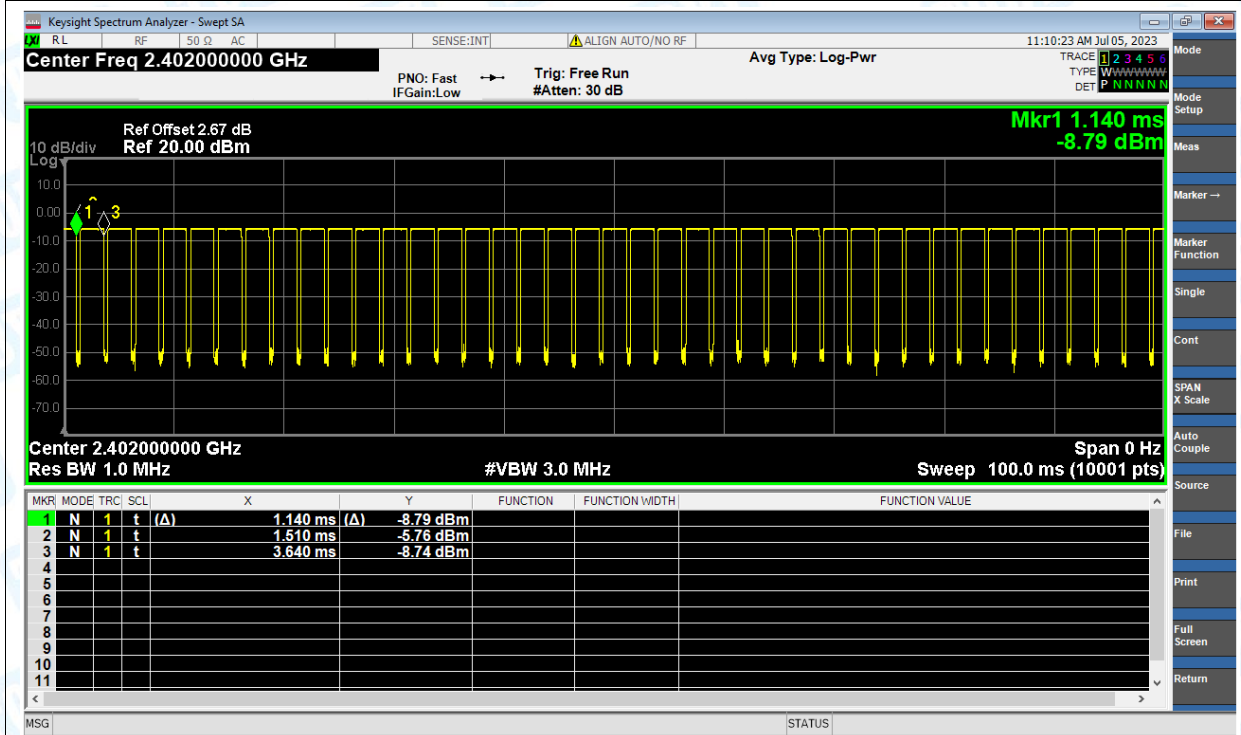 Keysight Spectrum Analyzer - Swept SA
LXI RL RF 50 Ω AC SENSE:INT ALIGN AUTO/NO RF 11:10:23 AM Jul 05, 2023
Center Freq 2.402000000 GHz
PNO: Fast
IFGain:Low
Trig: Free Run
#Atten: 30 dB
Avg Type: Log-Pwr
TRACE 1 2 3 4 5 6
TYPE WWWWWW
DET P N N N N N
Ref Offset 2.67 dB
10 dB/div Ref 20.00 dBm
Log
Mkr1 1.140 ms
-8.79 dBm
10.0
0.00
-10.0
-20.0
-30.0
-40.0
-50.0
-60.0
-70.0
1
3
Center 2.402000000 GHz Span 0 Hz
Res BW 1.0 MHz #VBW 3.0 MHz Sweep 100.0 ms (10001 pts)
MKR MODE TRC SCL X Y FUNCTION FUNCTION WIDTH FUNCTION VALUE
1 N 1 t (Δ) 1.140 ms (Δ) -8.79 dBm
2 N 1 t 1.510 ms -5.76 dBm
3 N 1 t 3.640 ms -8.74 dBm
4
5
6
7
8
9
10
11
MSG STATUS
Mode
Mode
Setup
Meas
Marker →
Marker
Function
Single
Cont
SPAN
X Scale
Auto
Couple
Source
File
Print
Full
Screen
Return